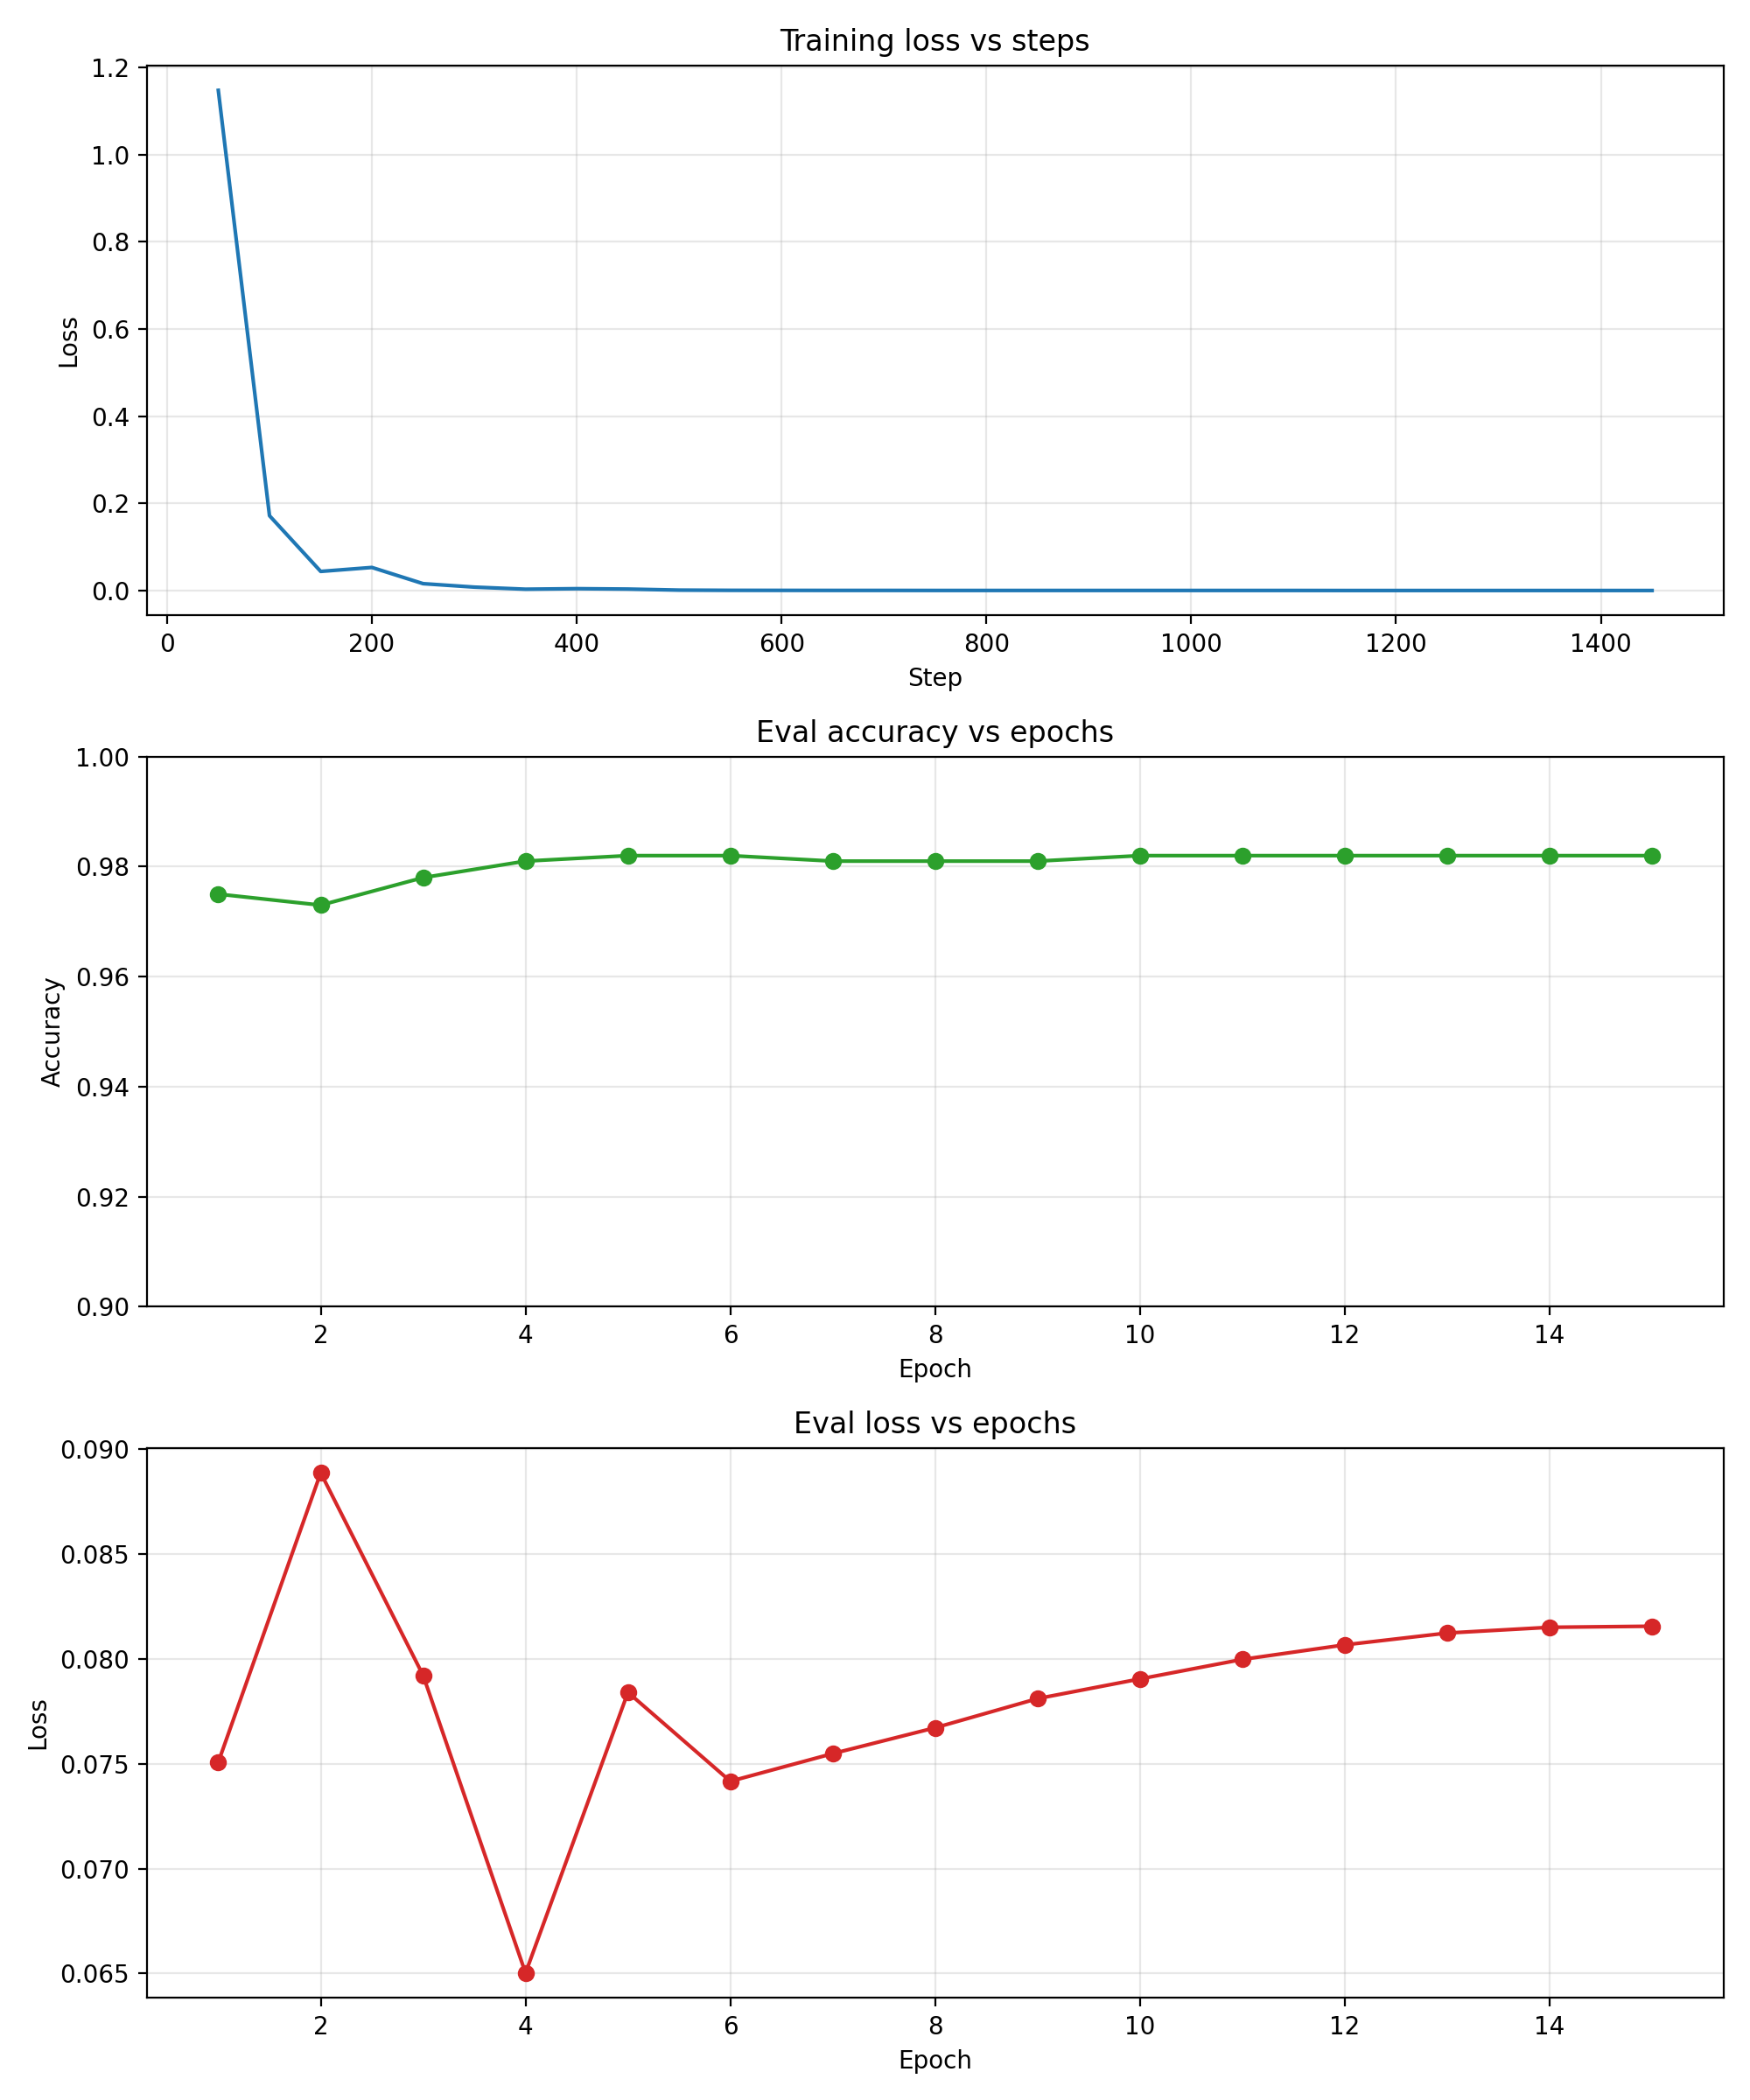 Training loss vs steps
1.2
1.0
0.8
0.6
0.4
0.2
0.0
Loss
0 200 400 600 800 1000 1200 1400
Step
Eval accuracy vs epochs
1.00
0.98
0.96
0.94
0.92
0.90
Accuracy
2 4 6 8 10 12 14
Epoch
Eval loss vs epochs
0.090
0.085
0.080
0.075
0.070
0.065
Loss
2 4 6 8 10 12 14
Epoch